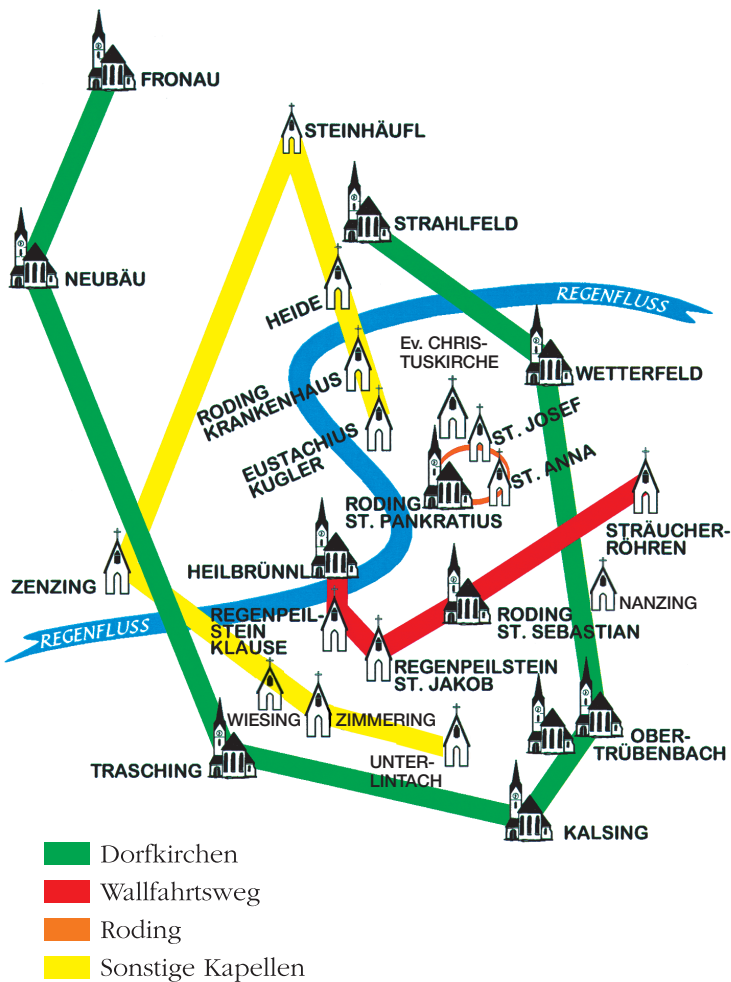 FRONAU
STEINHÄUFL
STRAHLFELD
NEUBÄU
REGENFLUSS
HEIDE
Ev. CHRIS-
TUSKIRCHE
WETTERFELD
RODING
KRANKENHAUS
ST. JOSEF
EUSTACHIUS
KUGLER
ST. ANNA
RODING
ST. PANKRATIUS
STRÄUCHER-
RÖHREN
HEILBRÜNNL
ZENZING
NANZING
REGENPEIL-
STEIN
KLAUSE
RODING
ST. SEBASTIAN
REGENFLUSS
REGENPEILSTEIN
ST. JAKOB
WIESING
ZIMMERING
OBER-
TRÜBENBACH
UNTER-
LINTACH
TRASCHING
KALSING
Dorfkirchen
Wallfahrtsweg
Roding
Sonstige Kapellen